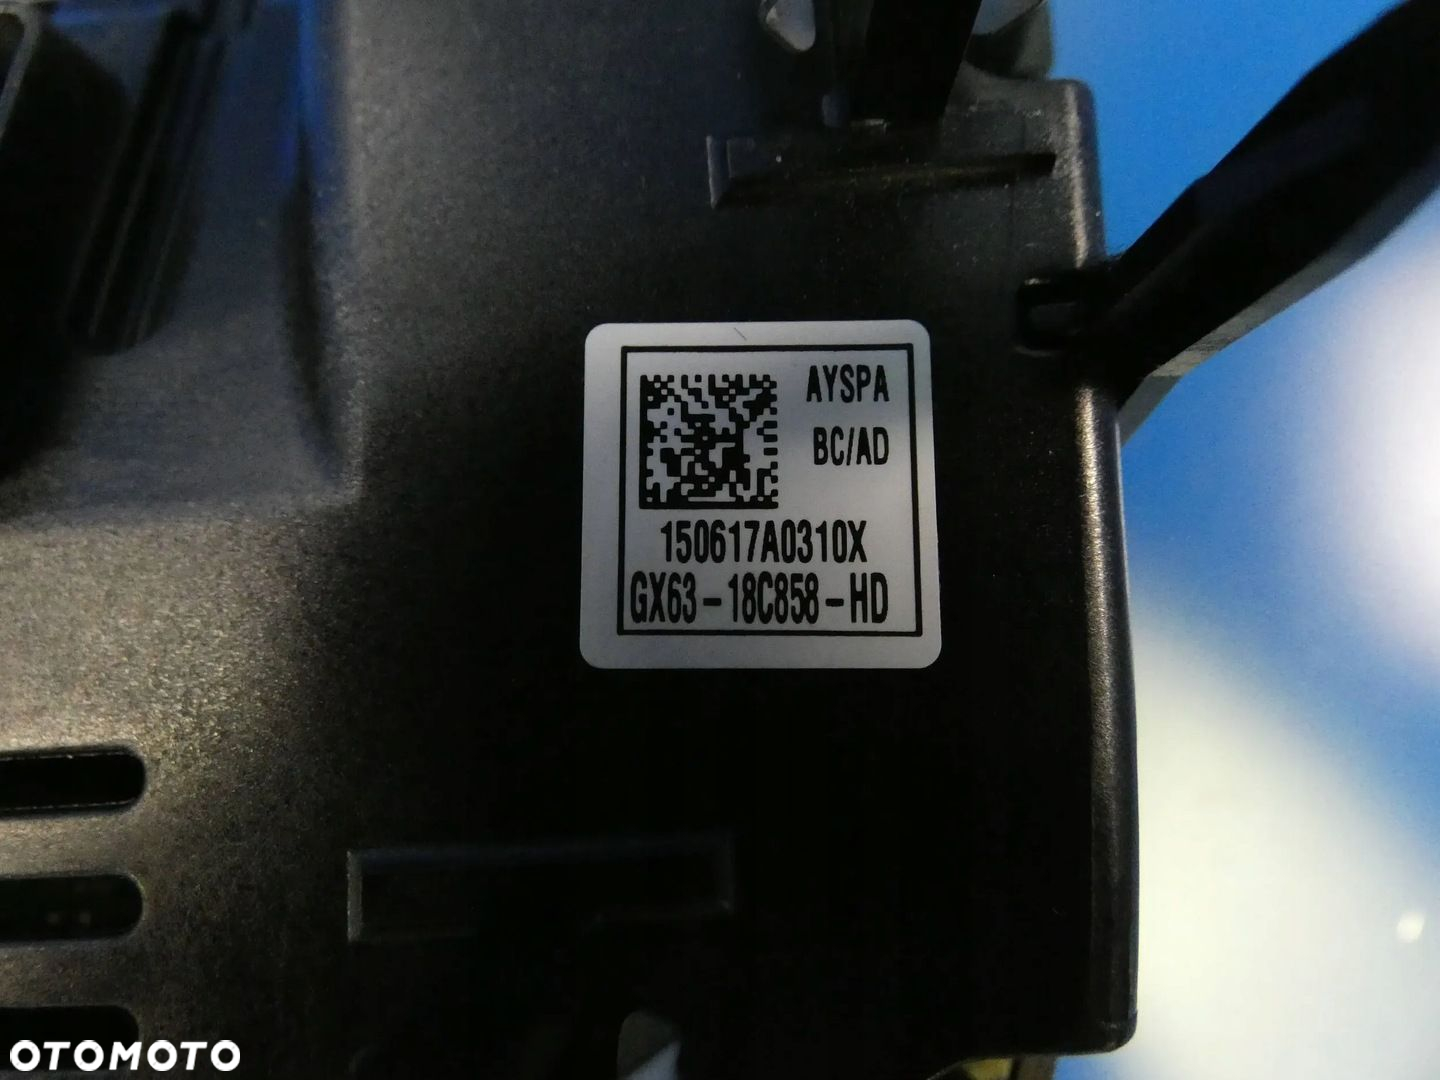 AYSPA
BC/AD
150617A0310X
GX63-18C858-HD
OTOMOTO